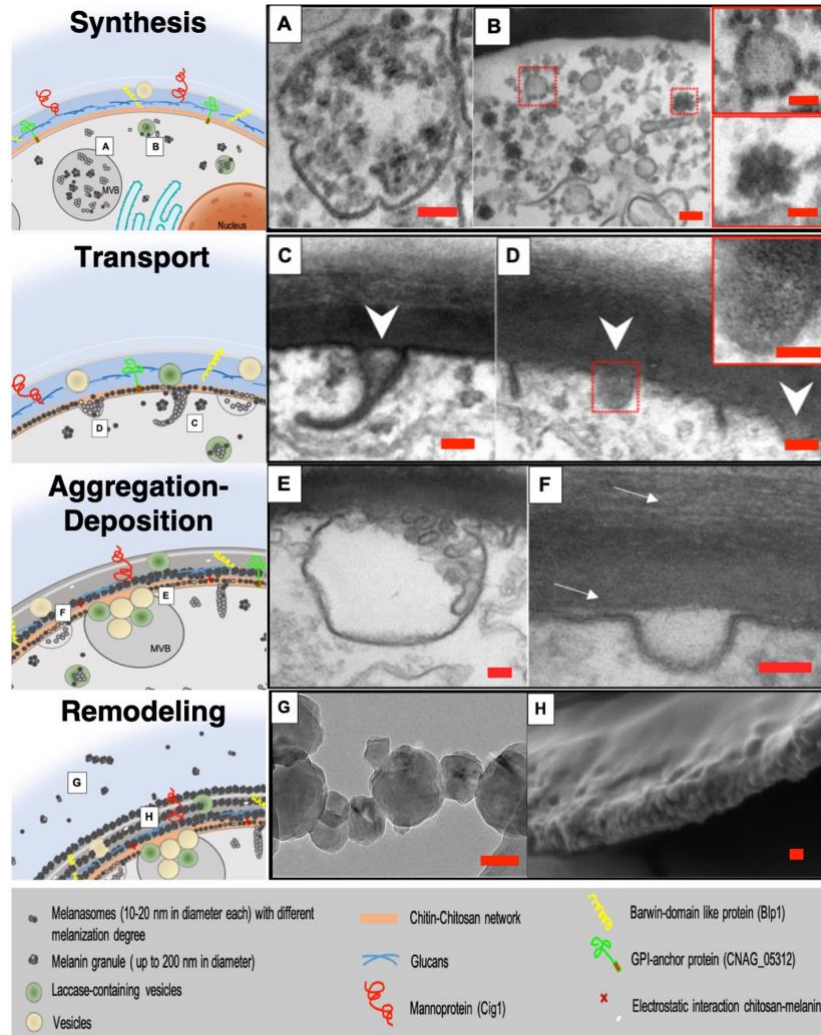 Synthesis
A
B
A
B
MVB
Nucleus
Transport
C
D
D
C
Aggregation-
Deposition
E
F
F
E
MVB
Remodeling
G
H
G
H
Melanasomes (10-20 nm in diameter each) with different
melanization degree
Melanin granule ( up to 200 nm in diameter)
Laccase-containing vesicles
Vesicles
Chitin-Chitosan network
Glucans
Mannoprotein (Cig1)
Barwin-domain like protein (Blp1)
GPI-anchor protein (CNAG_05312)
Electrostatic interaction chitosan-melanin